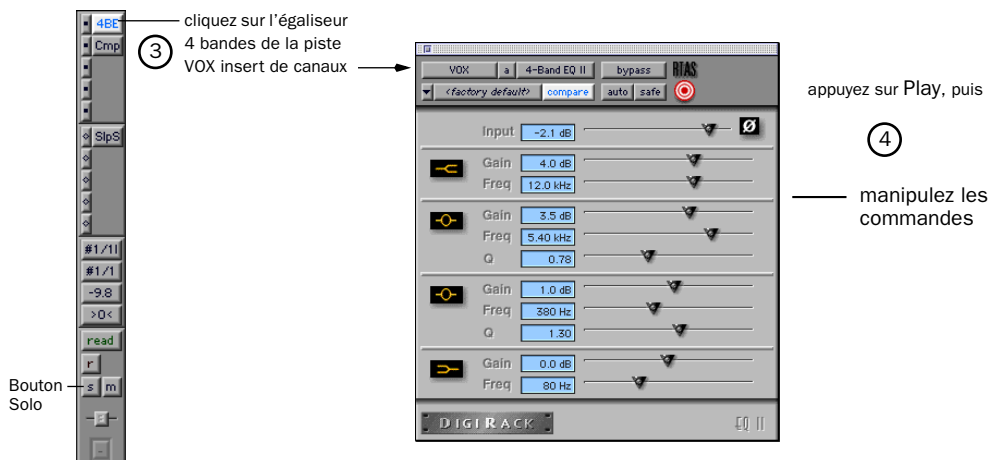 4BE
Cmp
3
cliquez sur l'égaliseur
4 bandes de la piste
VOX insert de canaux
SlpS
#1/1
#1/1
-9.8
>0<
read
r
s m
Bouton
Solo
VOX a 4-Band EQ II bypass RTAS
<factory default> compare auto safe
Input -2.1 dB Ø
Gain 4.0 dB
Freq 12.0 kHz
Gain 3.5 dB
Freq 5.40 kHz
Q 0.78
Gain 1.0 dB
Freq 380 Hz
Q 1.30
Gain 0.0 dB
Freq 80 Hz
DIGIRACK EQ II
appuyez sur Play, puis
4
manipulez les
commandes